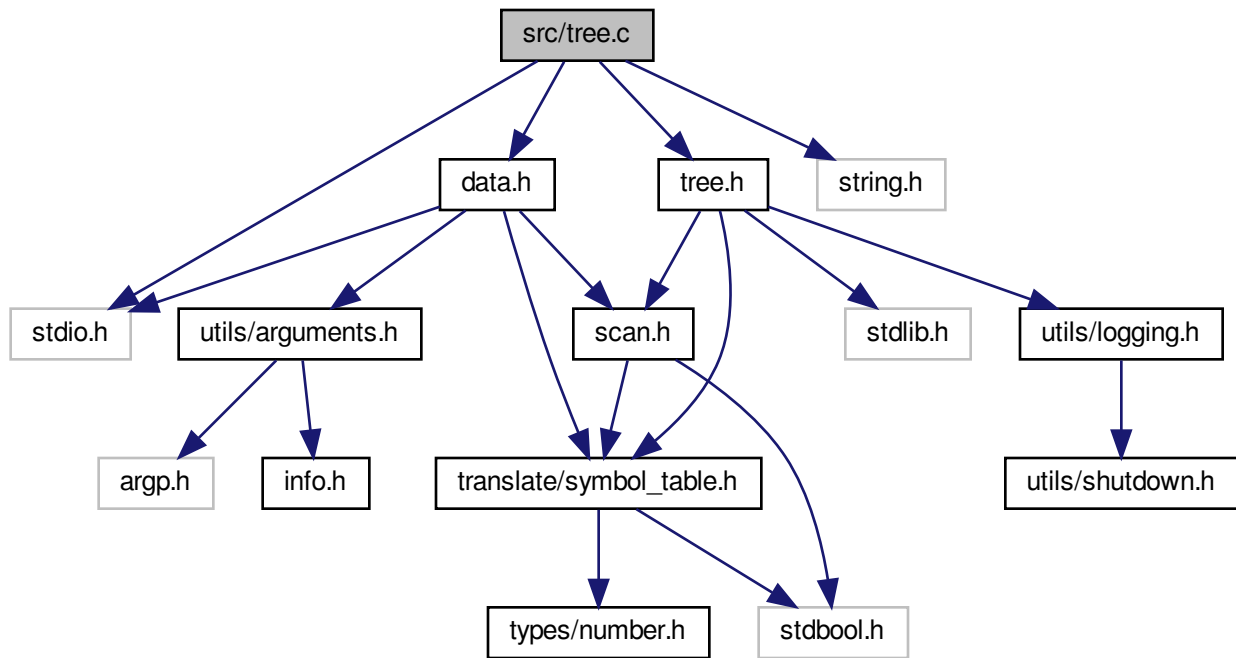 src/tree.c
data.h
tree.h
string.h
stdio.h
utils/arguments.h
scan.h
stdlib.h
utils/logging.h
argp.h
info.h
translate/symbol_table.h
utils/shutdown.h
types/number.h
stdbool.h